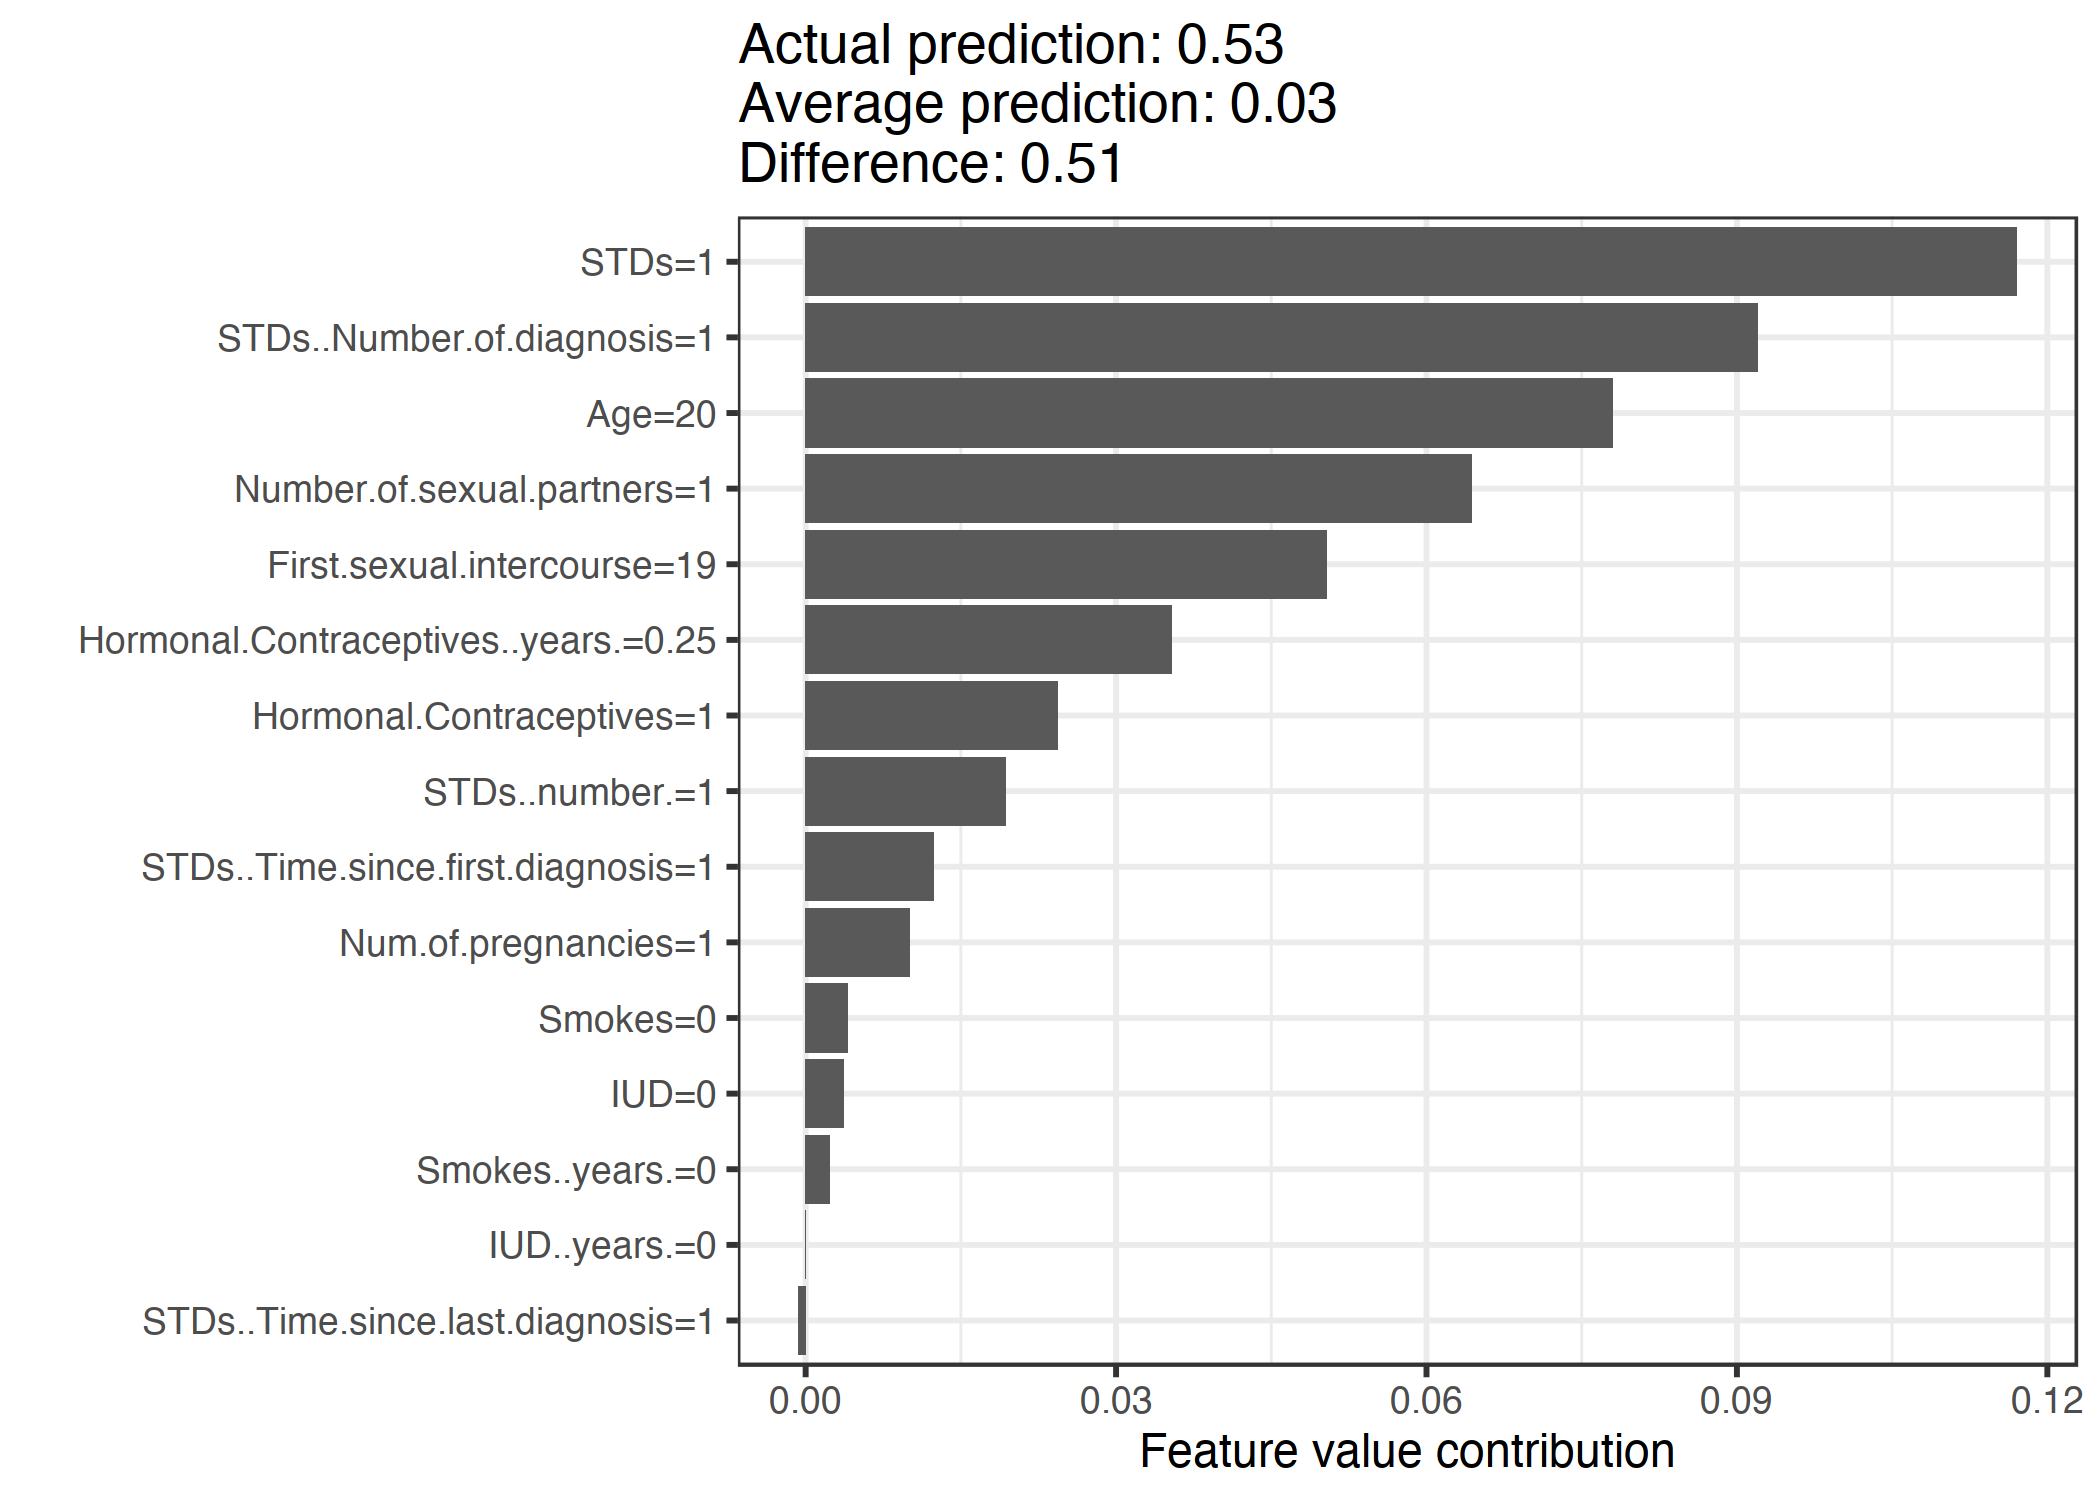 Actual prediction: 0.53
Average prediction: 0.03
Difference: 0.51
STDs=1
STDs..Number.of.diagnosis=1
Age=20
Number.of.sexual.partners=1
First.sexual.intercourse=19
Hormonal.Contraceptives..years.=0.25
Hormonal.Contraceptives=1
STDs..number.=1
STDs..Time.since.first.diagnosis=1
Num.of.pregnancies=1
Smokes=0
IUD=0
Smokes..years.=0
IUD..years.=0
STDs..Time.since.last.diagnosis=1
0.00 0.03 0.06 0.09 0.12
Feature value contribution